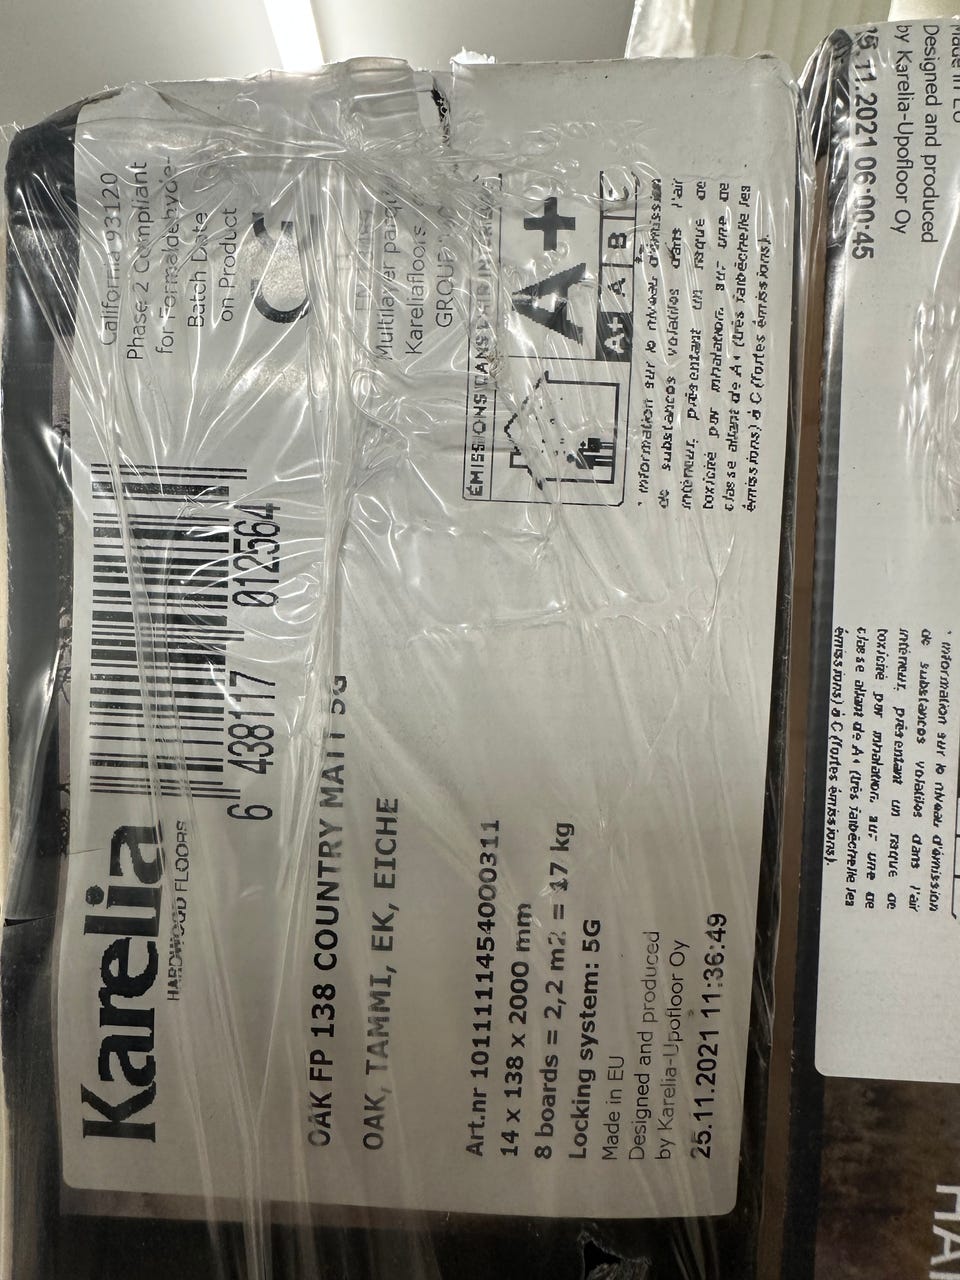 Karelia
HARDWOOD FLOORS
6 438117 012564
California 93120
Phase 2 Compliant
for Formaldehyde-
Batch Date
on Product
CE
OAK FP 138 COUNTRY MATT 5G
OAK, TAMMI, EK, EICHE
Multilayer
Kareliafloors
Art.nr 1011111454000311
14 x 138 x 2000 mm
8 boards = 2,2 m2 = 17 kg
Locking system: 5G
Made in EU
Designed and produced
by Karelia-Upofloor Oy
25.11.2021 11:36:49
ÉMISSIONS DANS L'AIR INTÉRIEUR
A+
A+ A B C
* Information sur le niveau d'émission
de substances volatiles dans l'air
intérieur, présentant un risque de
toxicité par inhalation, sur une
classe allant de A+ (très
émissions) à C (fortes émissions).
Made in EU
Designed and produced
by Karelia-Upofloor Oy
25.11.2021 06:00:45
* Information sur le niveau d'émission
de substances volatiles dans l'air
intérieur, présentant un risque de
toxicité par inhalation, sur une
classe allant de A+ (très
émissions) à C (fortes émissions).